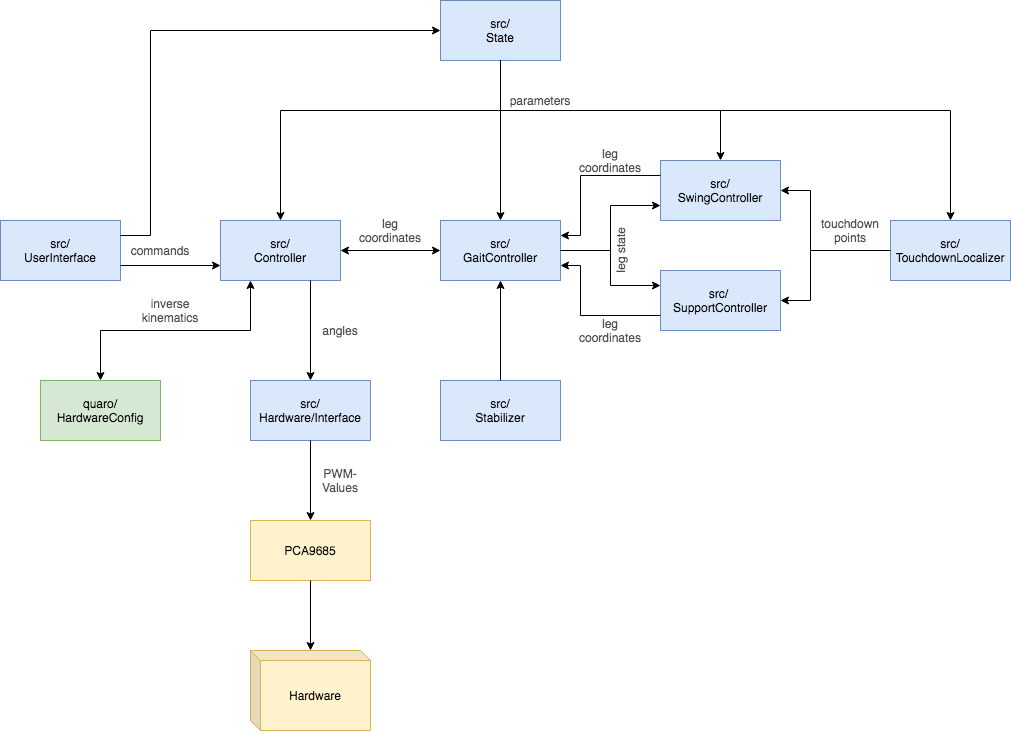 src/
State
parameters
leg
coordinates
src/
SwingController
src/
UserInterface
commands
src/
Controller
leg
coordinates
src/
GaitController
leg state
touchdown
points
src/
TouchdownLocalizer
src/
SupportController
leg
coordinates
inverse
kinematics
angles
quaro/
HardwareConfig
src/
Hardware/Interface
src/
Stabilizer
PWM-
Values
PCA9685
Hardware